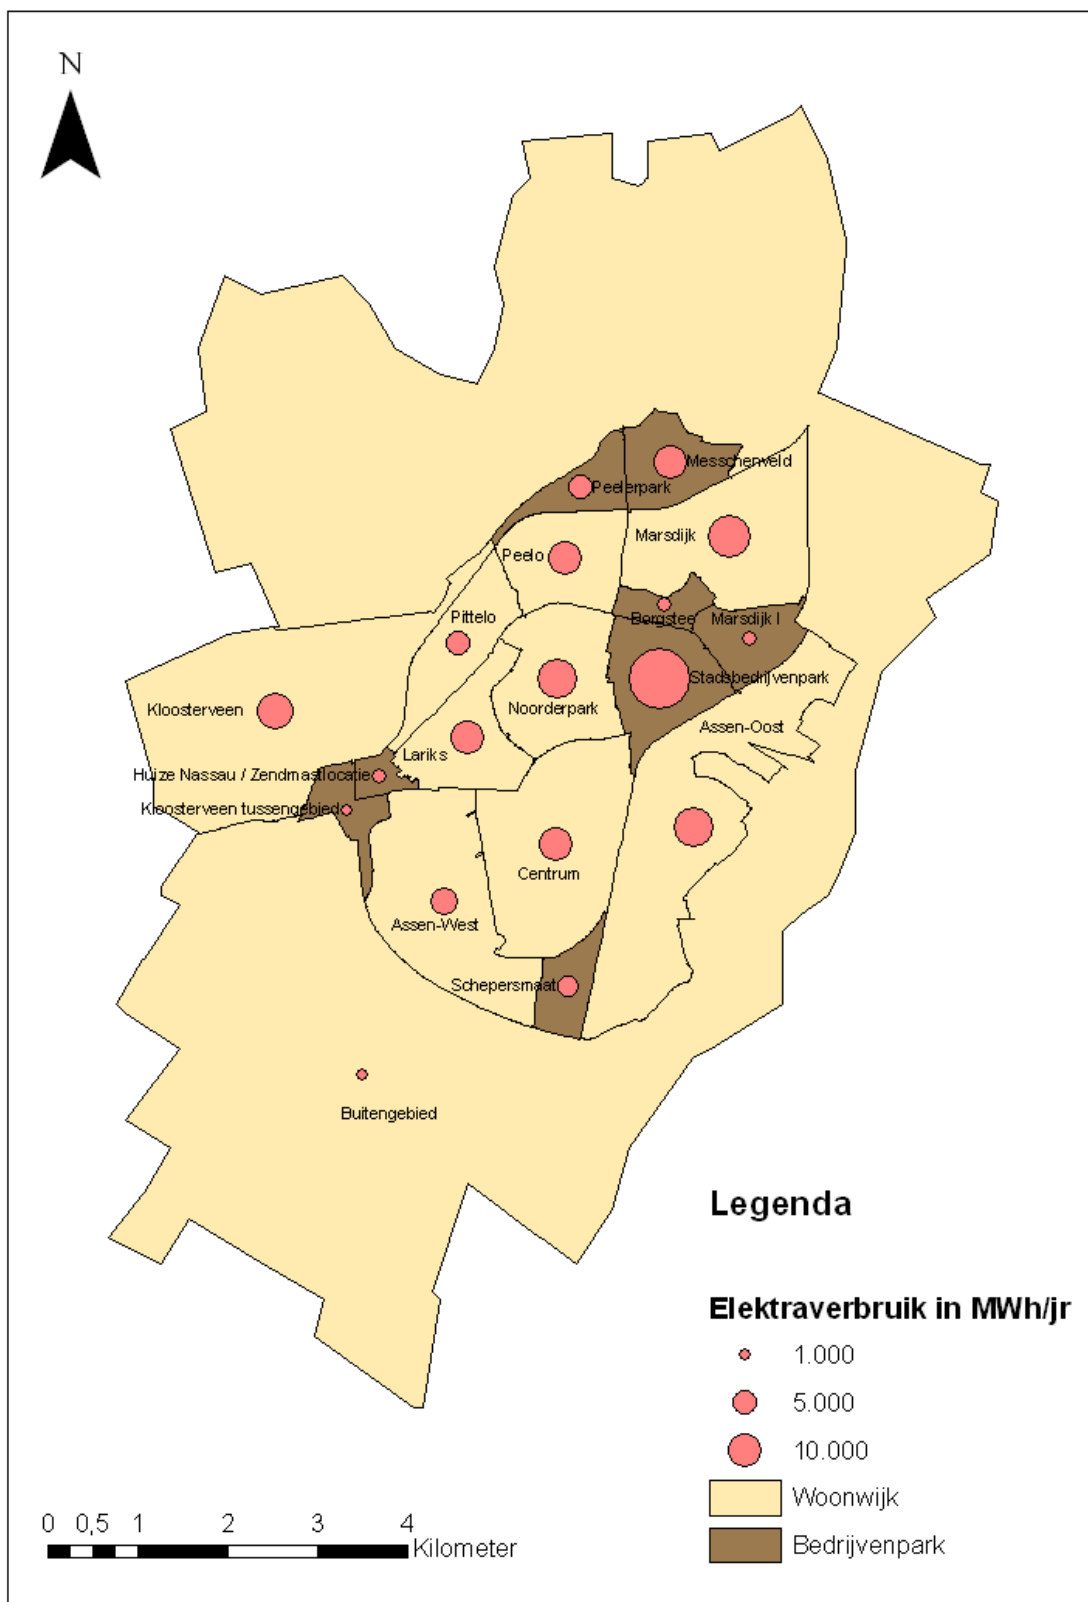 N
Messchenveld
Peelerpark
Marsdijk
Peelo
Borgstee
Marsdijk I
Pittelo
Stadsbedrijvenpark
Kloosterveen
Noorderpark
Assen-Oost
Lariks
Huize Nassau / Zendmastlocatie
Kloosterveen tussengebied
Centrum
Assen-West
Schepersmaat
Buitengebied
Legenda
Elektraverbruik in MWh/jr
1.000
5.000
10.000
Woonwijk
Bedrijvenpark
0 0,5 1 2 3 4
Kilometer